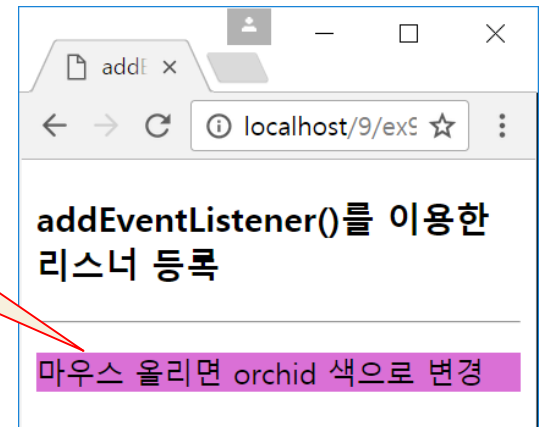 addE
localhost/9/ex9
addEventListener()를 이용한
리스너 등록
마우스 올리면 orchid 색으로 변경